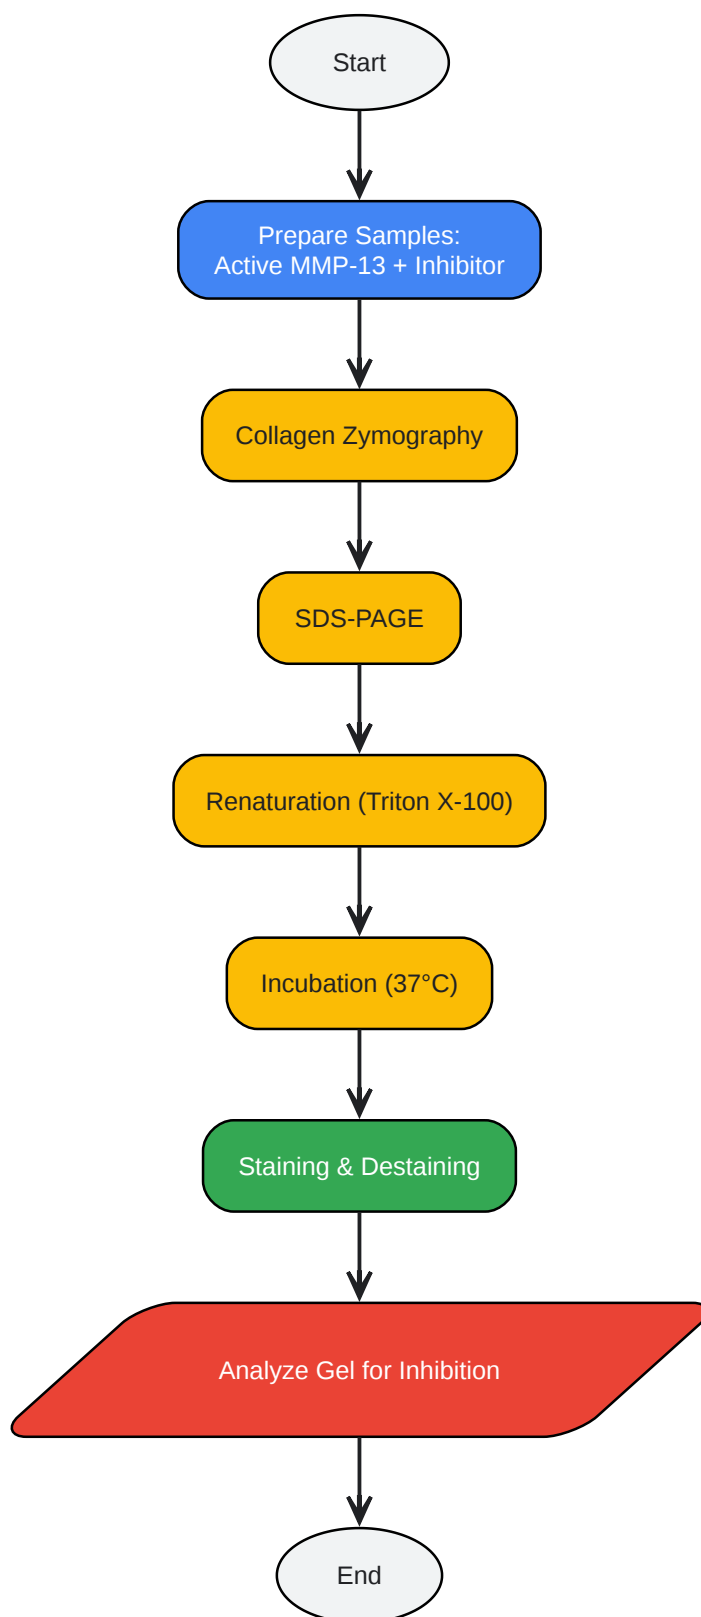 Start
Prepare Samples:
Active MMP-13 + Inhibitor
Collagen Zymography
SDS-PAGE
Renaturation (Triton X-100)
Incubation (37°C)
Staining & Destaining
Analyze Gel for Inhibition
End